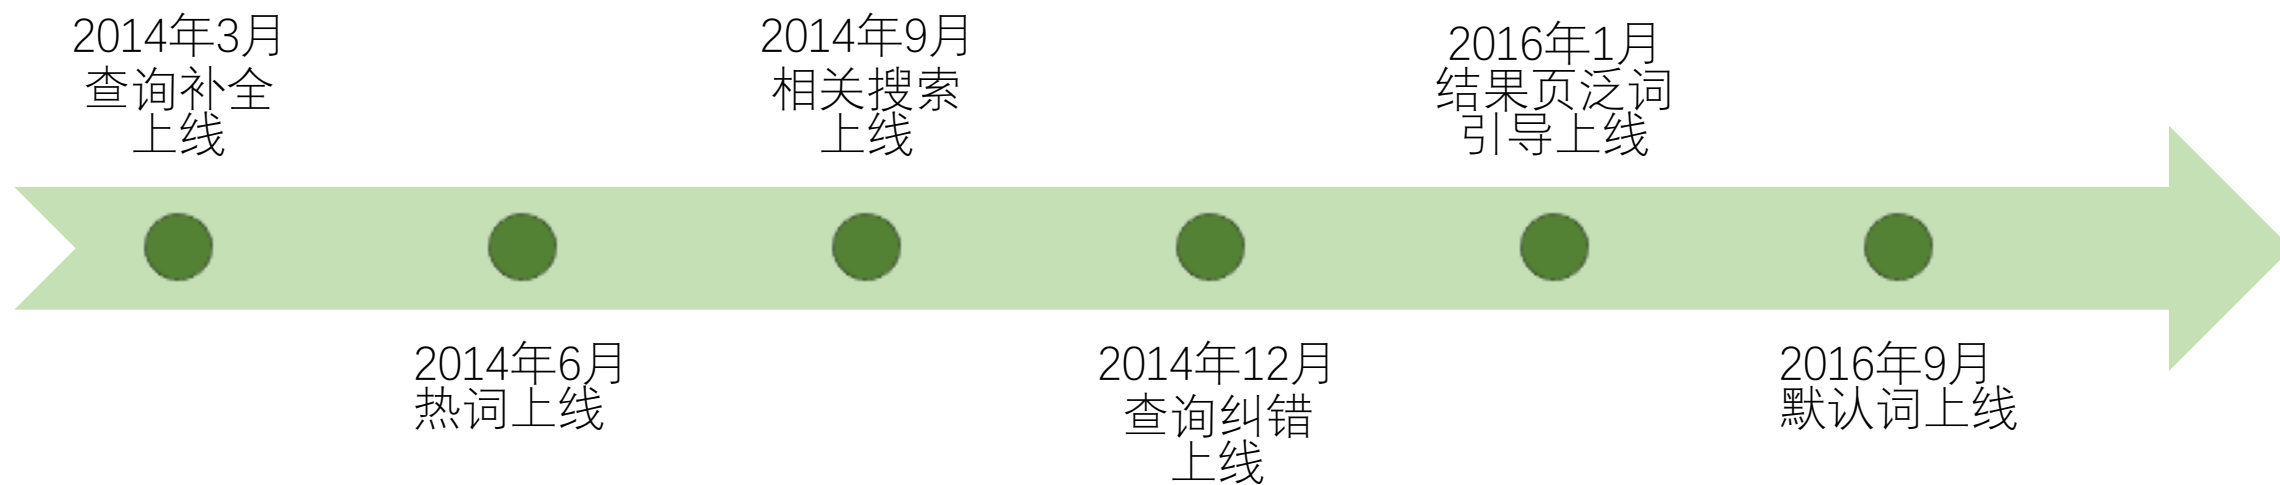 2014年3月
查询补全
上线
2014年6月
热词上线
2014年9月
相关搜索
上线
2014年12月
查询纠错
上线
2016年1月
结果页泛词
引导上线
2016年9月
默认词上线